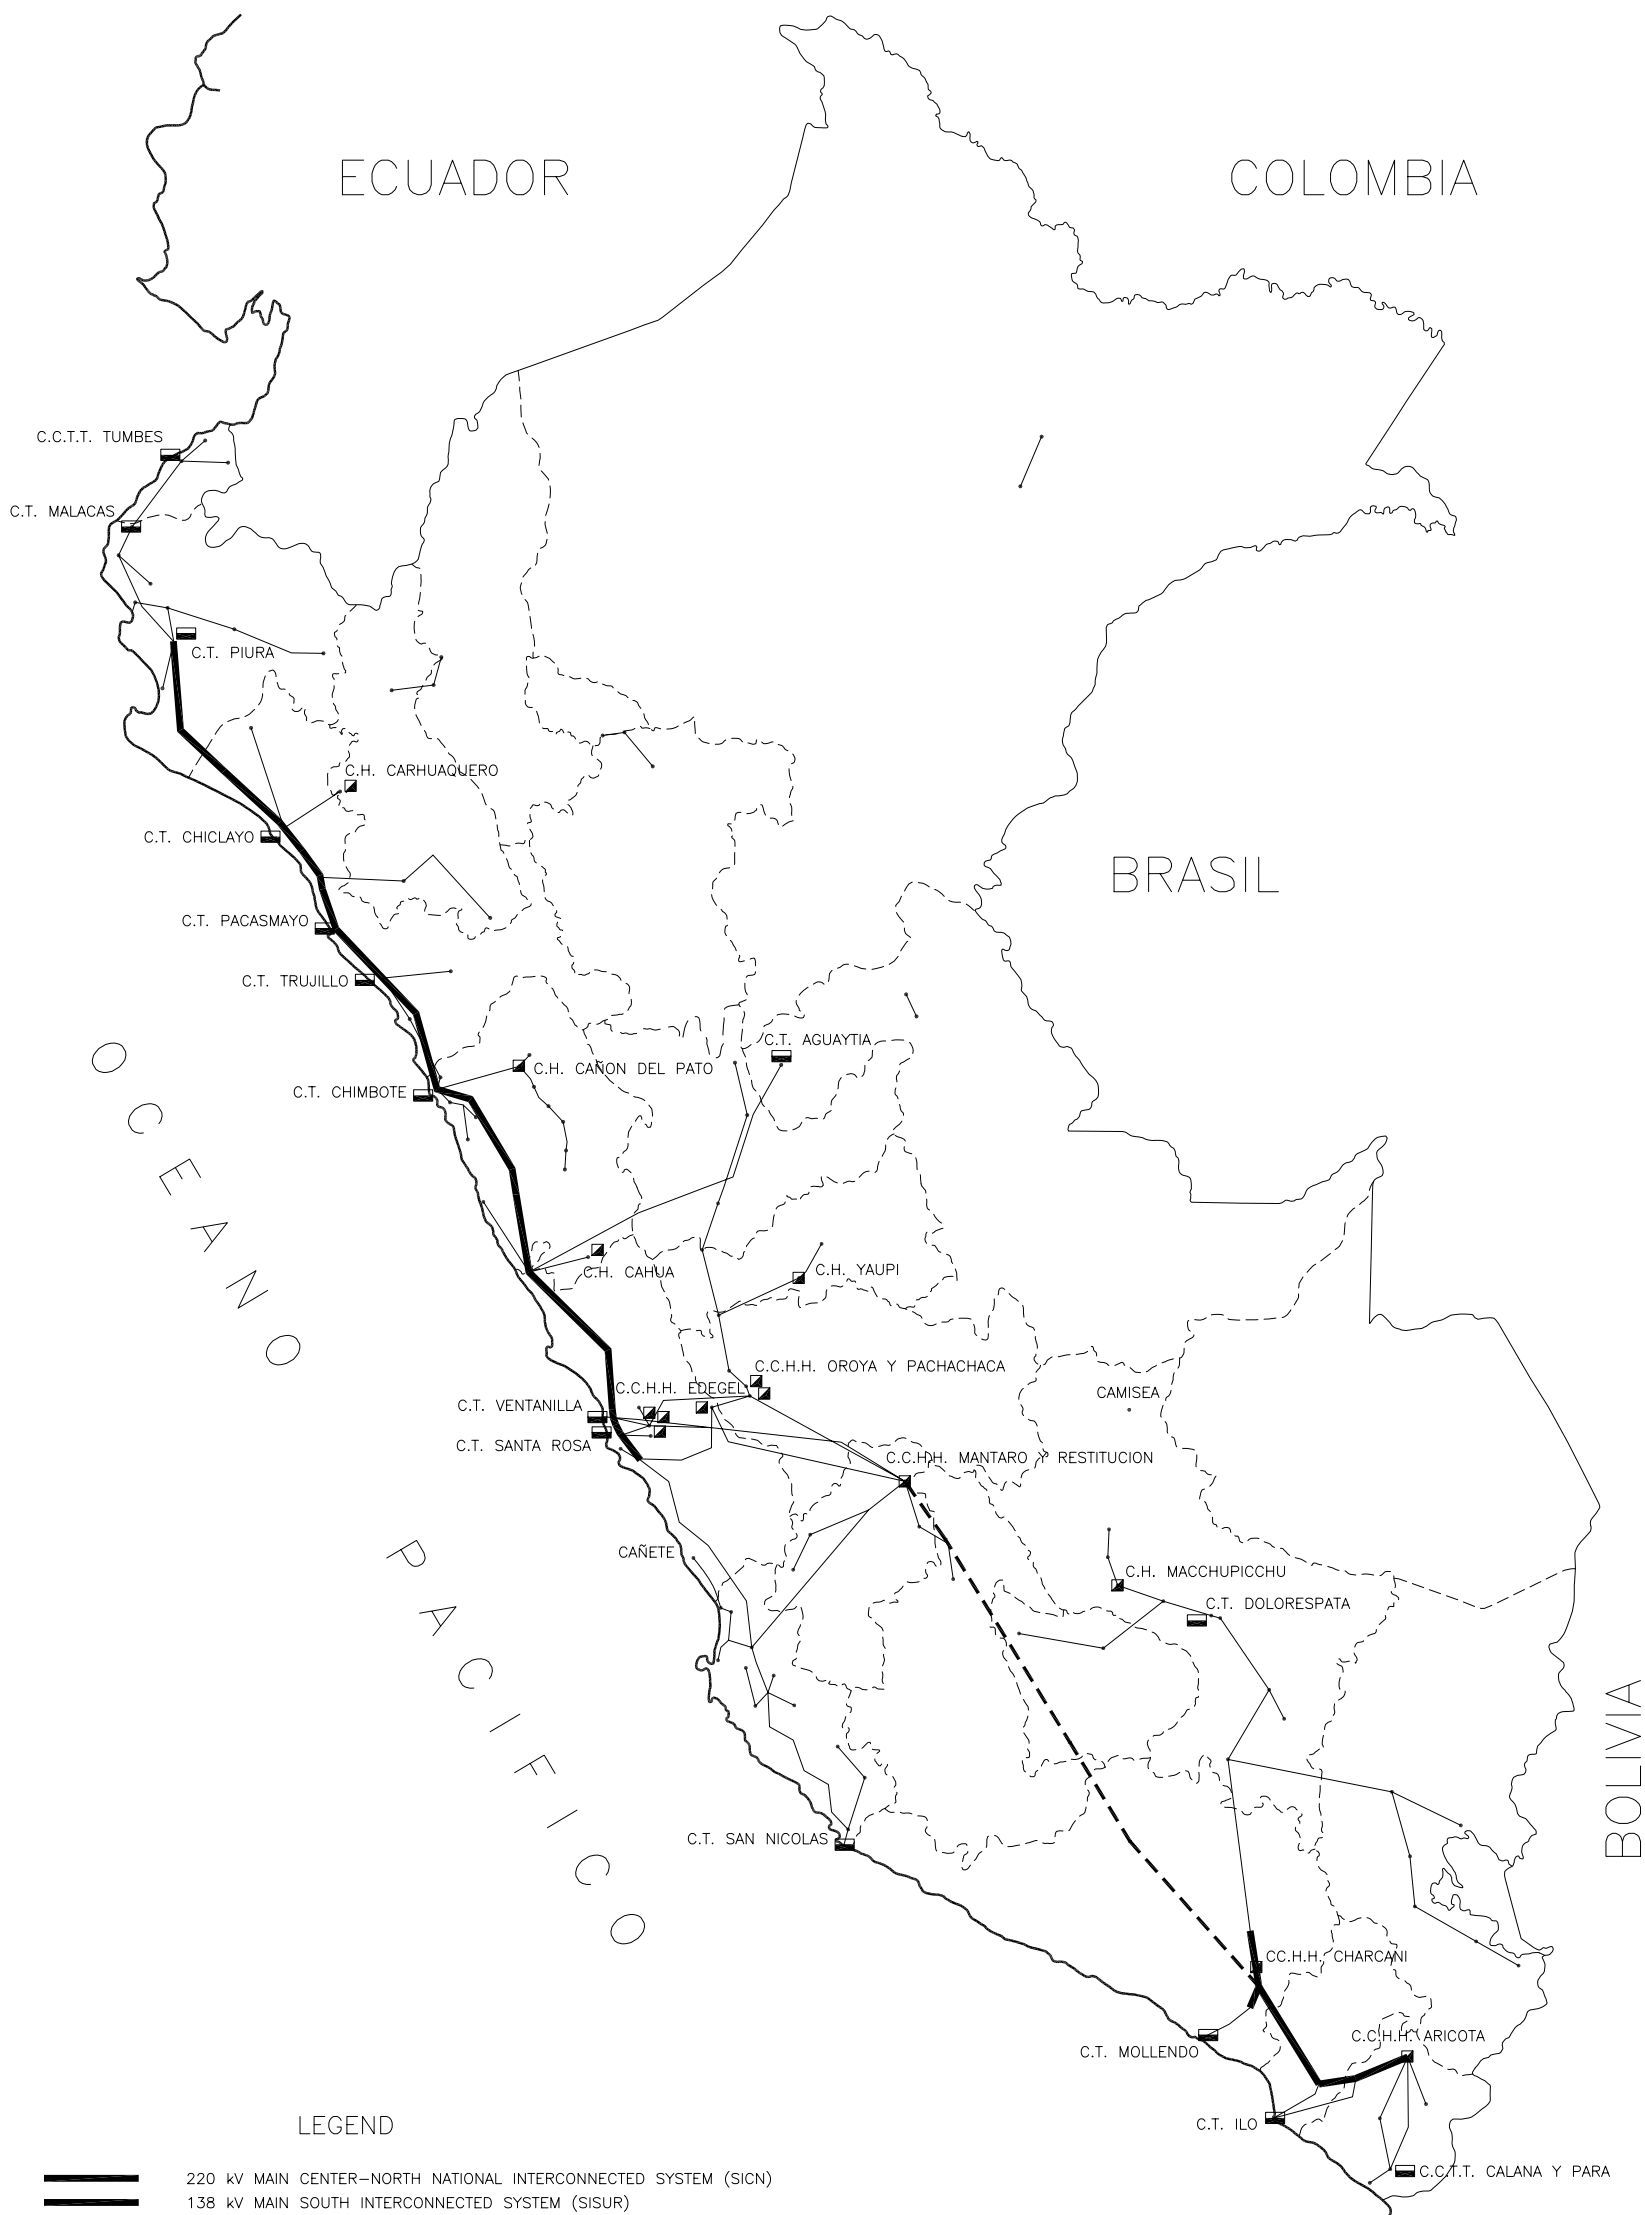 ECUADOR
COLOMBIA
C.C.T.T. TUMBES
C.T. MALACAS
C.T. PIURA
C.H. CARHUAQUERO
C.T. CHICLAYO
BRASIL
C.T. PACASMAYO
C.T. TRUJILLO
C.T. AGUAYTIA
C.H. CAÑON DEL PATO
C.T. CHIMBOTE
OCEANO PACIFICO
C.H. CAHUA
C.H. YAUPI
C.C.H.H. OROYA Y PACHACHACA
C.C.H.H. EDEGEL
CAMISEA
C.T. VENTANILLA
C.T. SANTA ROSA
C.C.H.H. MANTARO Y RESTITUCION
CAÑETE
C.H. MACCHUPICCHU
C.T. DOLORESPATA
BOLIVIA
C.T. SAN NICOLAS
CC.H.H. CHARCANI
C.C.H.H. ARICOTA
C.T. MOLLENDO
C.T. ILO
C.C.T.T. CALANA Y PARA
LEGEND
220 kV MAIN CENTER-NORTH NATIONAL INTERCONNECTED SYSTEM (SICN)
138 kV MAIN SOUTH INTERCONNECTED SYSTEM (SISUR)